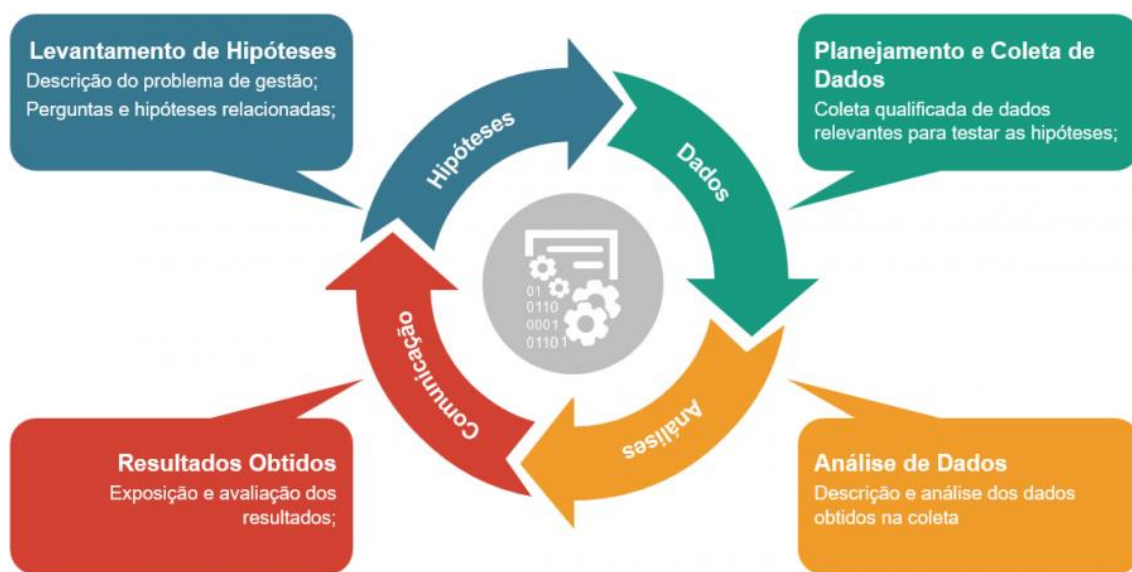 Levantamento de Hipóteses
Descrição do problema de gestão;
Perguntas e hipóteses relacionadas;
Planejamento e Coleta de
Dados
Coleta qualificada de dados
relevantes para testar as hipóteses;
Hipóteses
Dados
Análises
Comunicação
01
0110
0001
01101
Resultados Obtidos
Exposição e avaliação dos
resultados;
Análise de Dados
Descrição e análise dos dados
obtidos na coleta